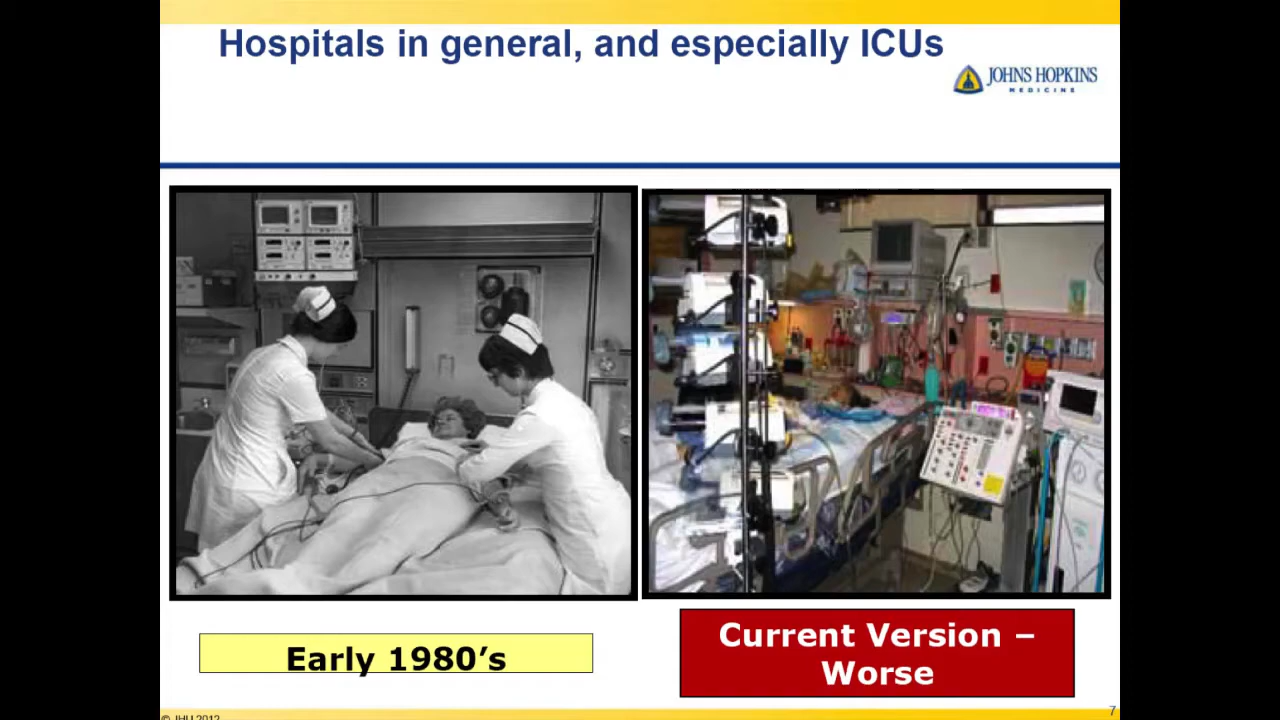 Hospitals in general, and especially ICUs
JOHNS HOPKINS
MEDICINE
Early 1980’s
Current Version –
Worse
© JHU 2012
7